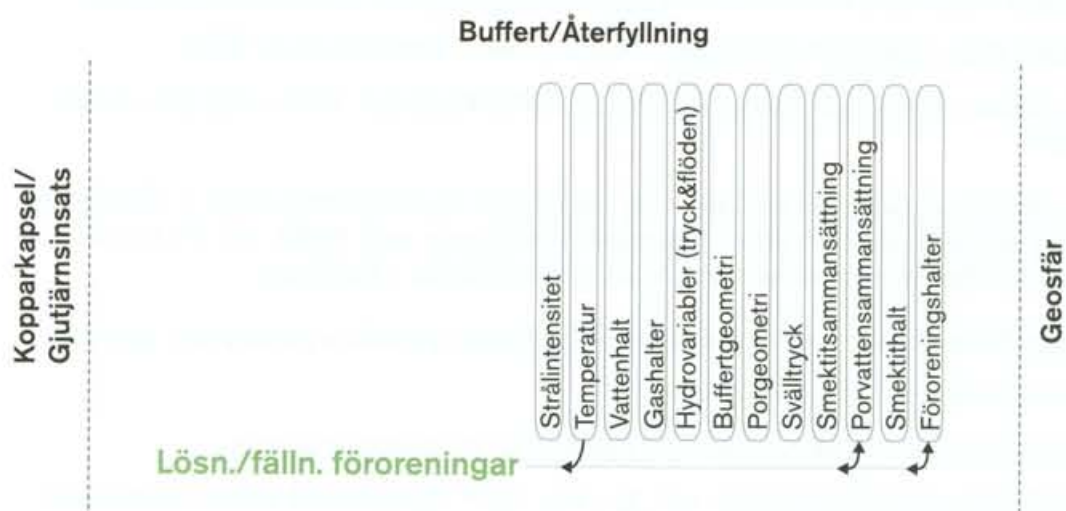 Buffert/Återfyllning
Kopparkapsel/
Gjutjärnsinsats
Strålintensitet
Temperatur
Vattenhalt
Gashalter
Hydrovariabler (tryck&flöden)
Buffertgeometri
Porgeometri
Svälltryck
Smektitsammansättning
Porvattensammansättning
Smektithalt
Föroreningshalter
Geosfär
Lösn./fälln. föroreningar